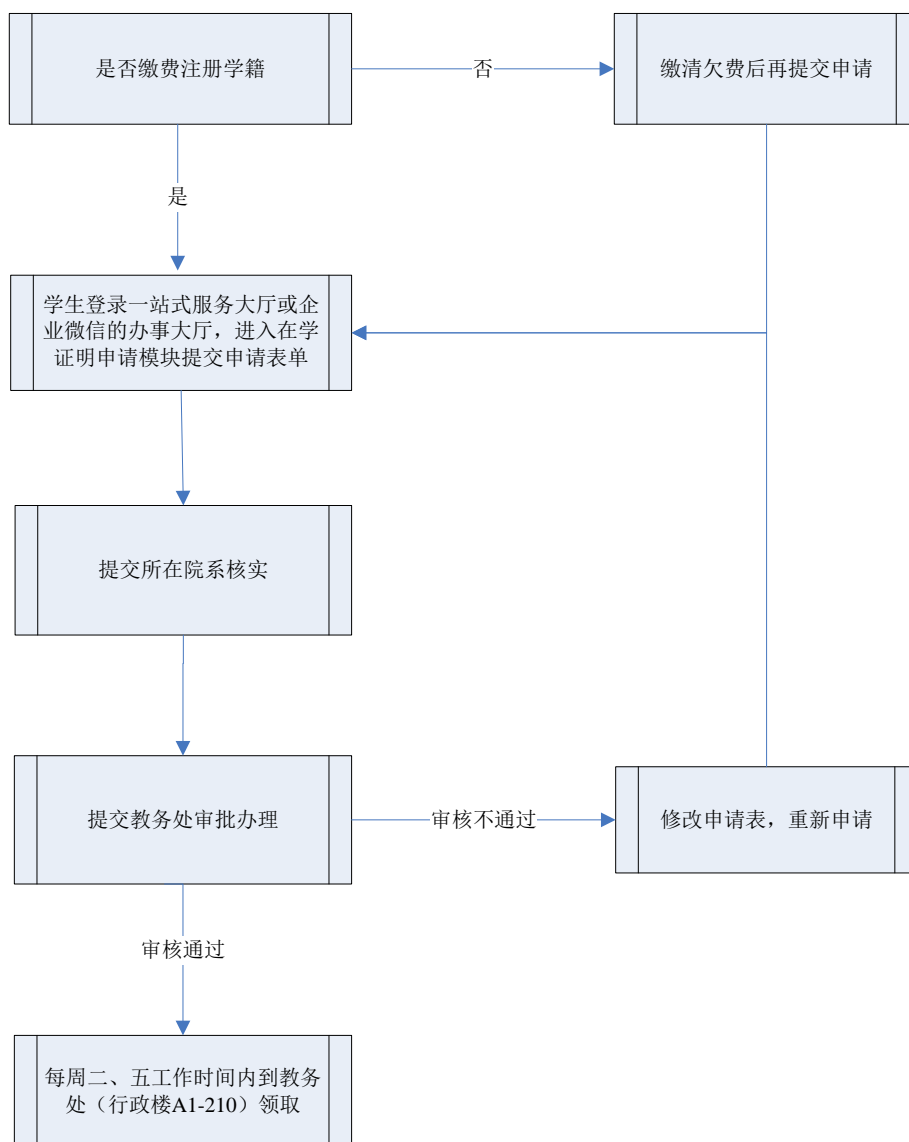 是否缴费注册学籍
否
缴清欠费后再提交申请
是
学生登录一站式服务大厅或企
业微信的办事大厅，进入在学
证明申请模块提交申请表单
提交所在院系核实
提交教务处审批办理
审核不通过
修改申请表，重新申请
审核通过
每周二、五工作时间内到教务
处（行政楼A1-210）领取